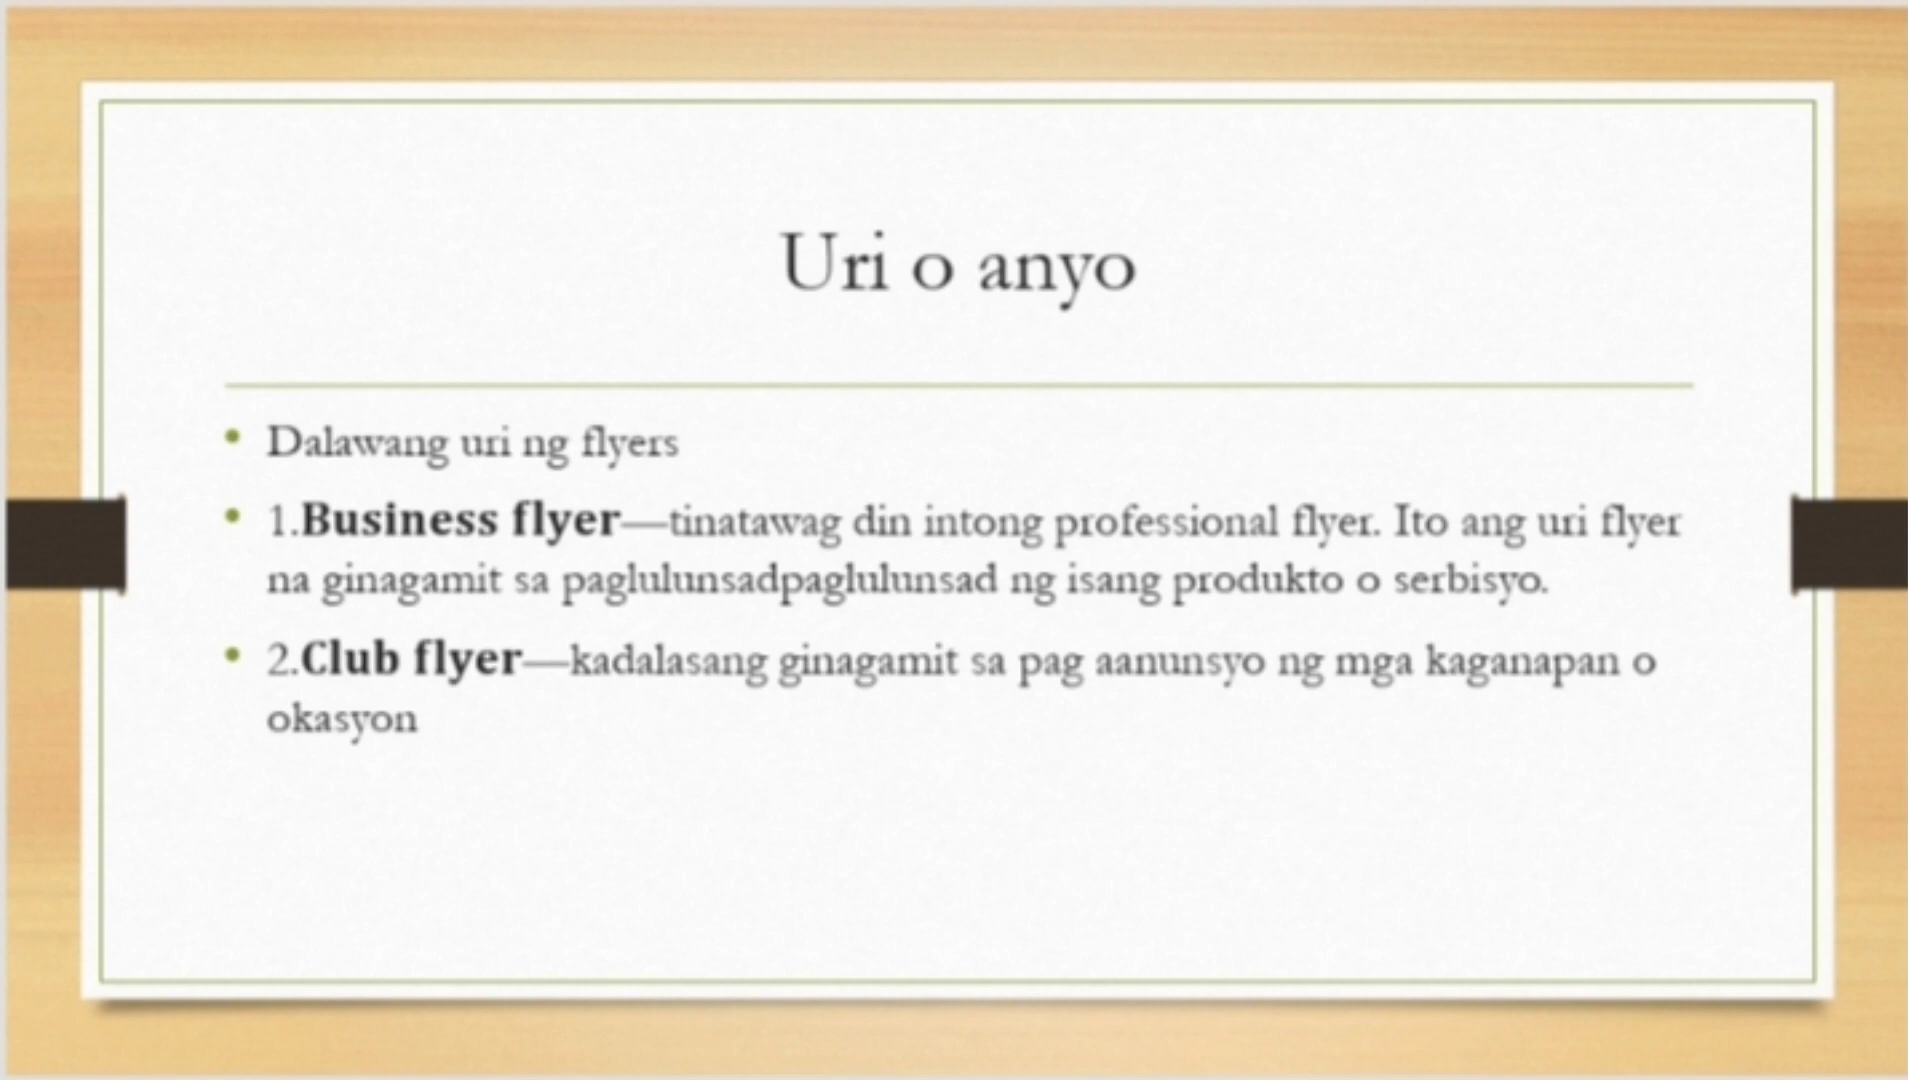 Uri o anyo
• Dalawang uri ng flyers
• 1.Business flyer—tinatawag din intong professional flyer. Ito ang uri flyer
na ginagamit sa paglulunsadpaglulunsad ng isang produkto o serbisyo.
• 2.Club flyer—kadalasang ginagamit sa pag aanunsyo ng mga kaganapan o
okasyon